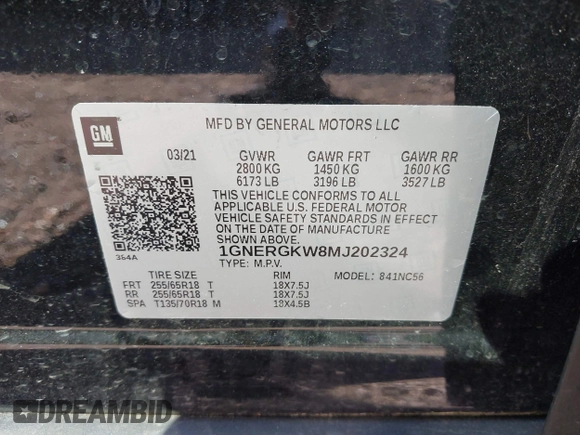 GM
MFD BY GENERAL MOTORS LLC
03/21 GVWR GAWR FRT GAWR RR
2800 KG 1450 KG 1600 KG
6173 LB 3196 LB 3527 LB
THIS VEHICLE CONFORMS TO ALL
APPLICABLE U.S. FEDERAL MOTOR
VEHICLE SAFETY STANDARDS IN EFFECT
ON THE DATE OF MANUFACTURE
SHOWN ABOVE.
364A 1GNERGKW8MJ202324
TYPE: M.P.V. MODEL: 841NC56
TIRE SIZE RIM
FRT 255/65R18 T 18X7.5J
RR 255/65R18 T 18X7.5J
SPA T135/70R18 M 18X4.5B
DREAMBID